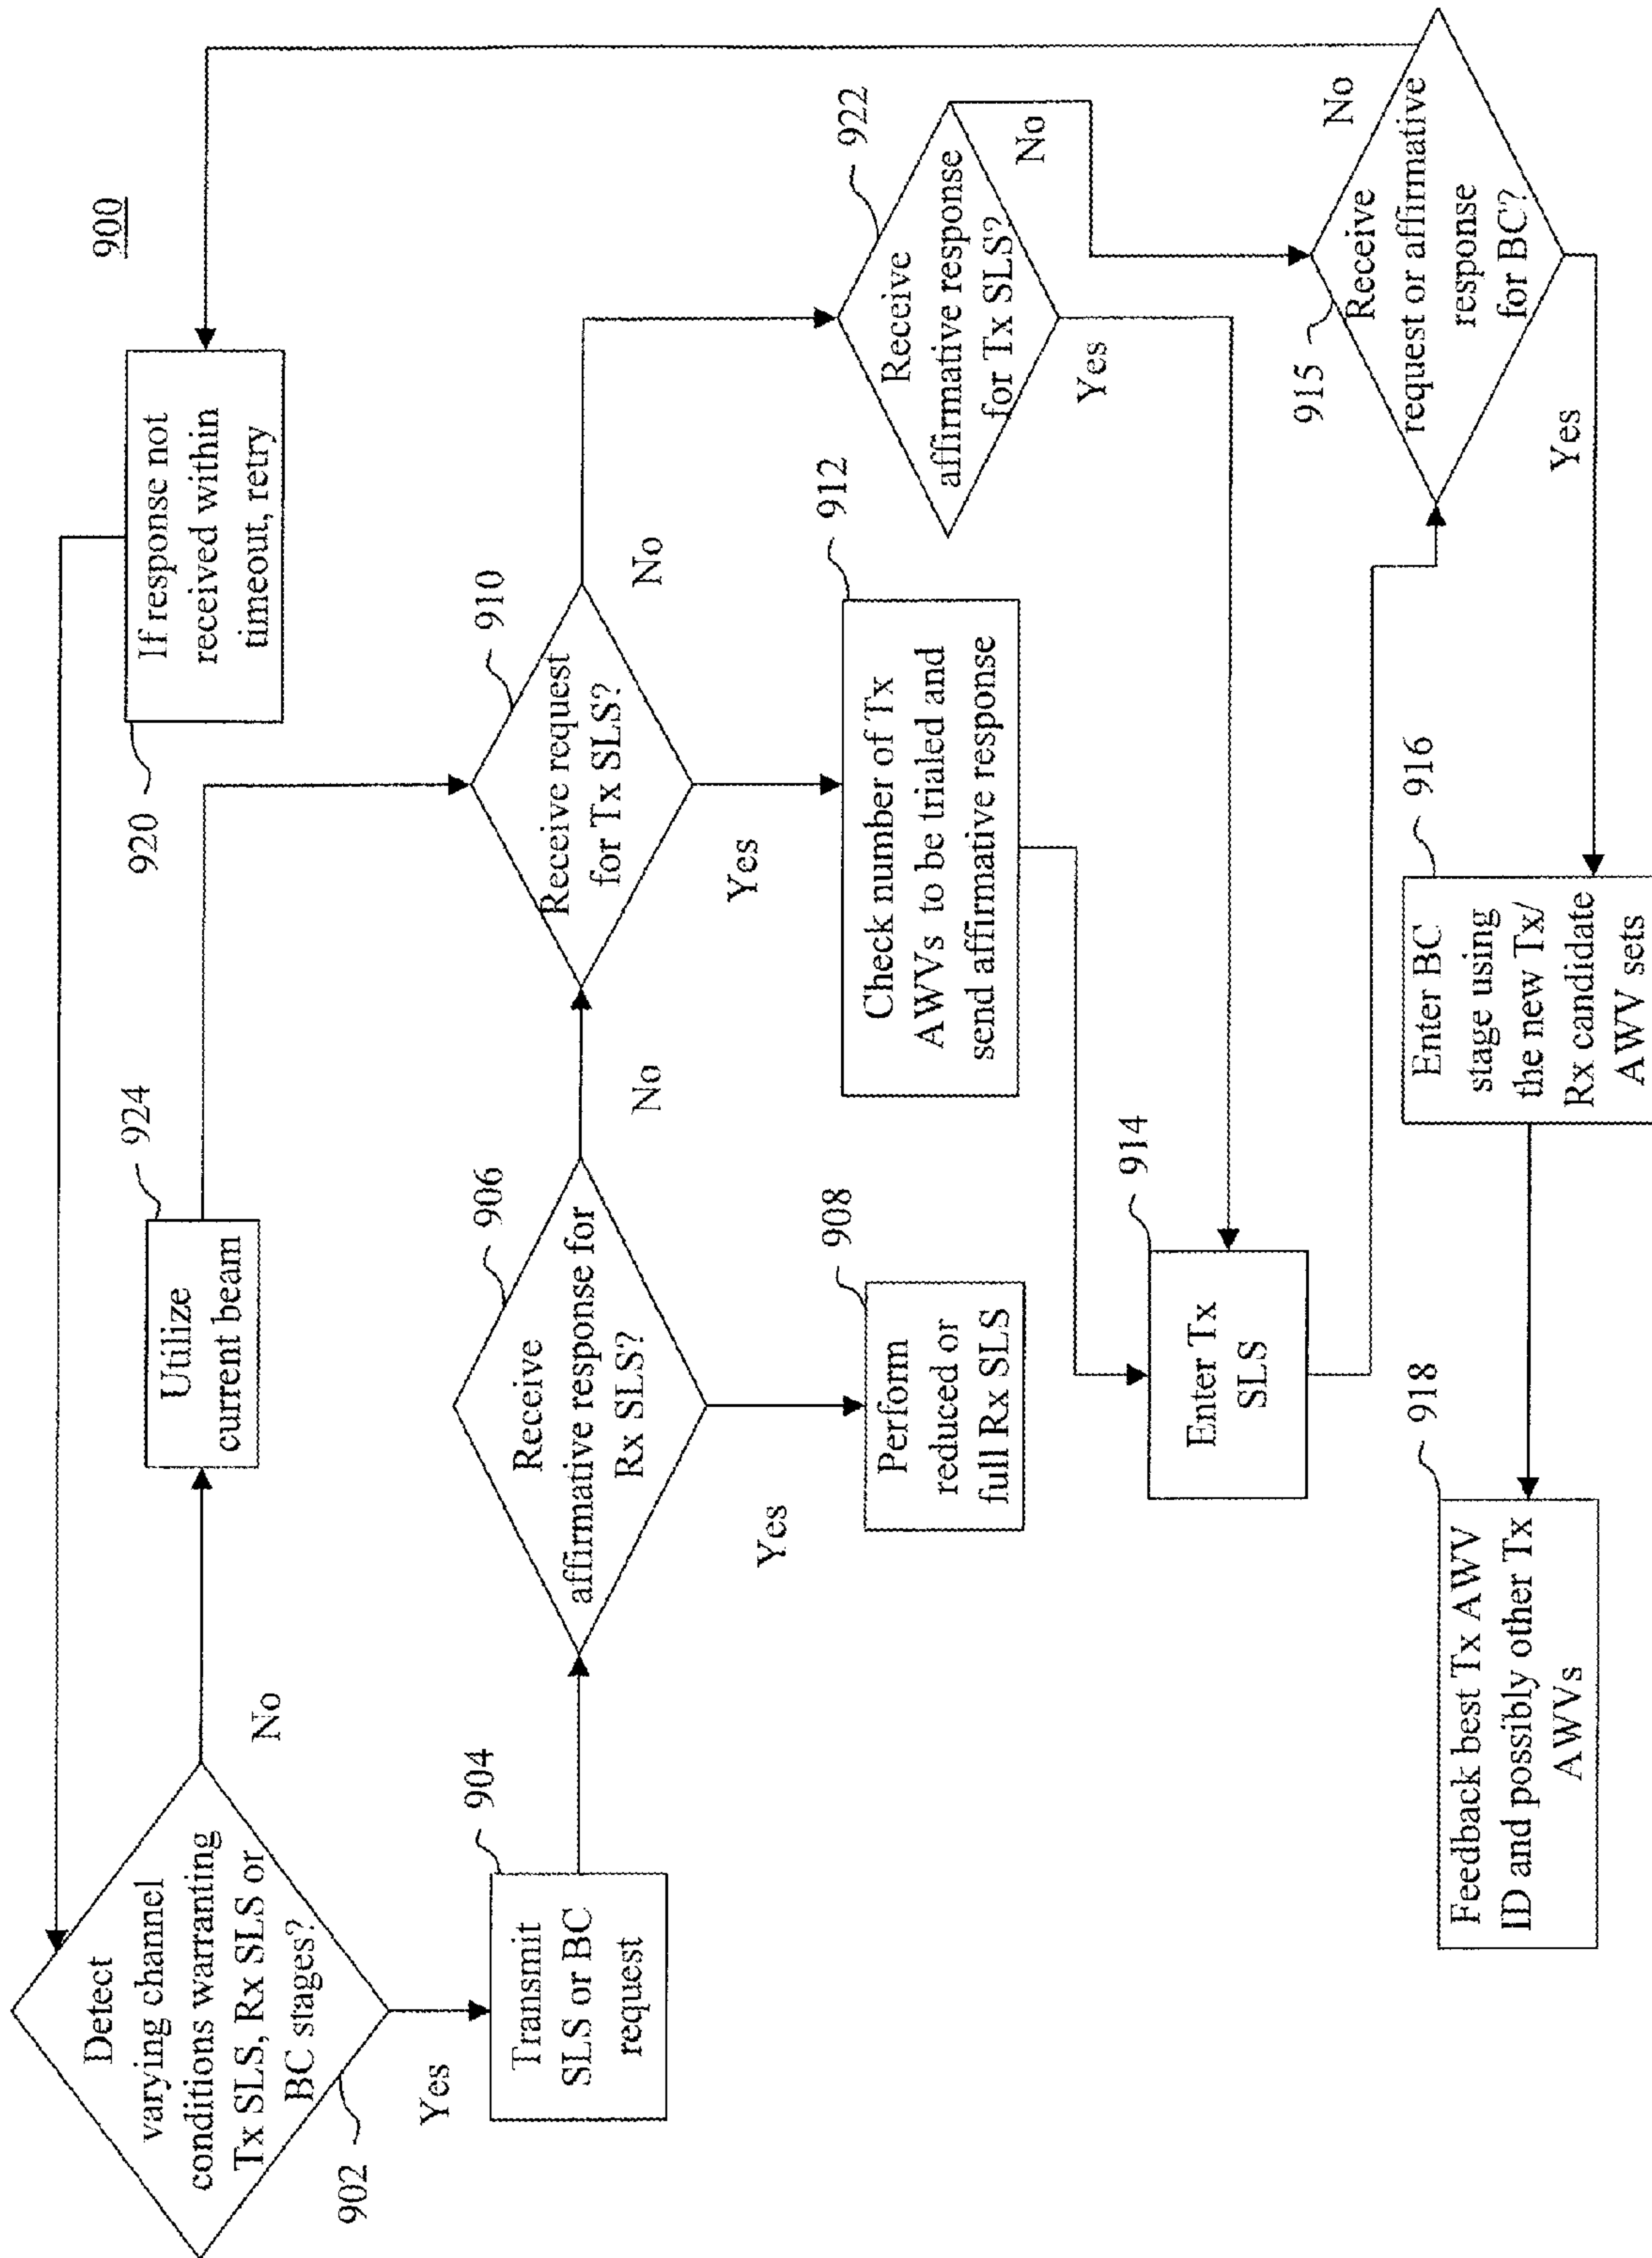 900
Detect
varying channel
conditions warranting
Tx SLS, Rx SLS or
BC stages?
902
No
Yes
Utilize
current beam
924
If response not
received within
timeout, retry
920
Transmit
SLS or BC
request
904
Receive
affirmative response for
Rx SLS?
906
No
Yes
Receive request
for Tx SLS?
910
No
Yes
Perform
reduced or
full Rx SLS
908
Check number of Tx
AWVs to be trialed and
send affirmative response
912
Receive
affirmative response
for Tx SLS?
922
No
Yes
Enter Tx
SLS
914
Receive
request or affirmative
response
for BC?
915
No
Yes
Enter BC
stage using
the new Tx/
Rx candidate
AWV sets
916
Feedback best Tx AWV
ID and possibly other Tx
AWVs
918